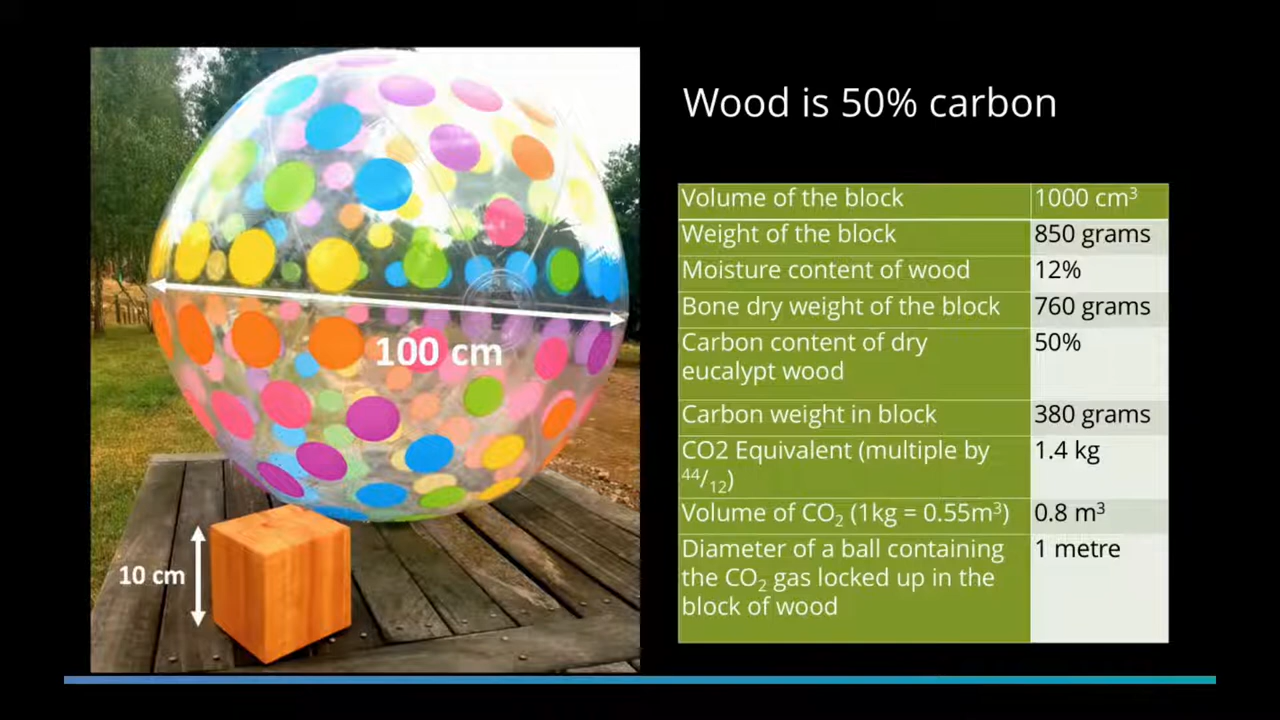 Wood is 50% carbon
100 cm
10 cm
Volume of the block 1000 cm³
Weight of the block 850 grams
Moisture content of wood 12%
Bone dry weight of the block 760 grams
Carbon content of dry 50%
eucalypt wood
Carbon weight in block 380 grams
CO2 Equivalent (multiple by 1.4 kg
⁴⁴/₁₂)
Volume of CO₂ (1kg = 0.55m³) 0.8 m³
Diameter of a ball containing 1 metre
the CO₂ gas locked up in the
block of wood